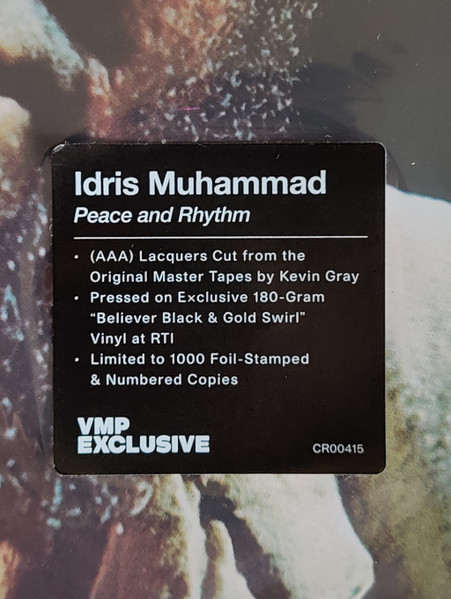 Idris Muhammad
Peace and Rhythm
• (AAA) Lacquers Cut from the
Original Master Tapes by Kevin Gray
• Pressed on Exclusive 180-Gram
“Believer Black & Gold Swirl”
Vinyl at RTI
• Limited to 1000 Foil-Stamped
& Numbered Copies
VMP
EXCLUSIVE
CR00415